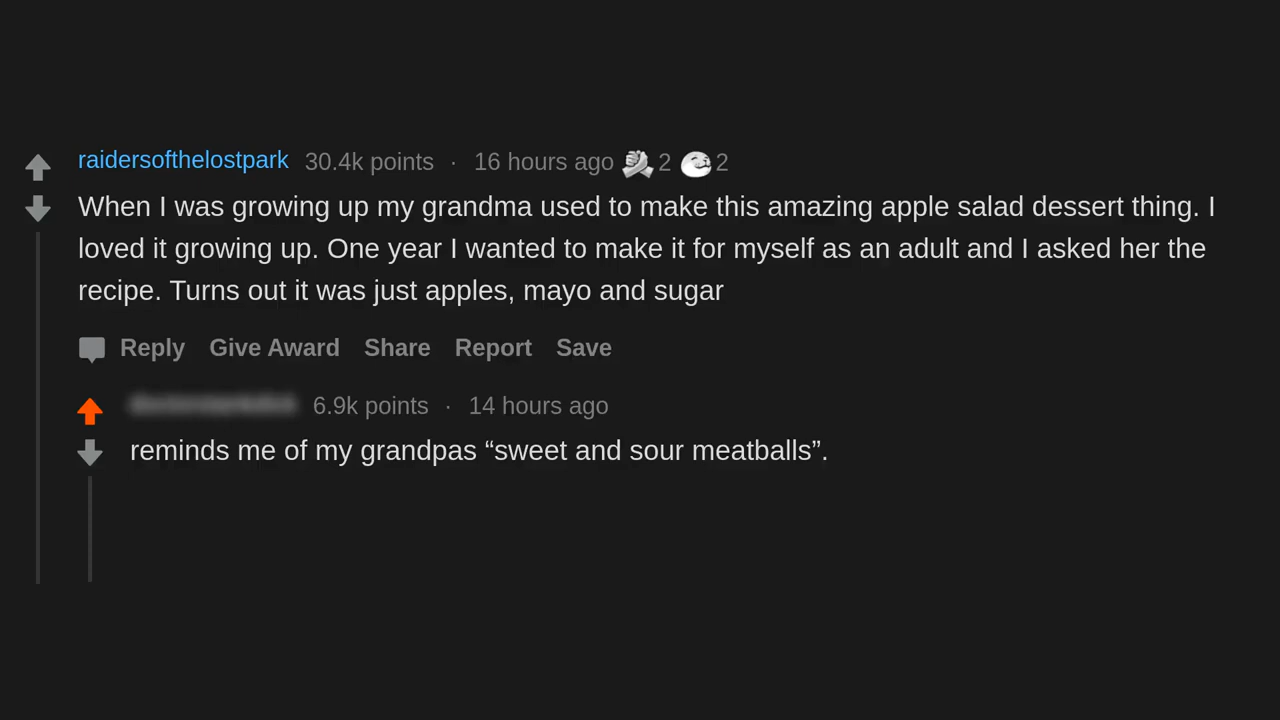 raidersofthelostpark 30.4k points · 16 hours ago 2 2
When I was growing up my grandma used to make this amazing apple salad dessert thing. I
loved it growing up. One year I wanted to make it for myself as an adult and I asked her the
recipe. Turns out it was just apples, mayo and sugar
Reply Give Award Share Report Save
6.9k points · 14 hours ago
reminds me of my grandpas “sweet and sour meatballs”.